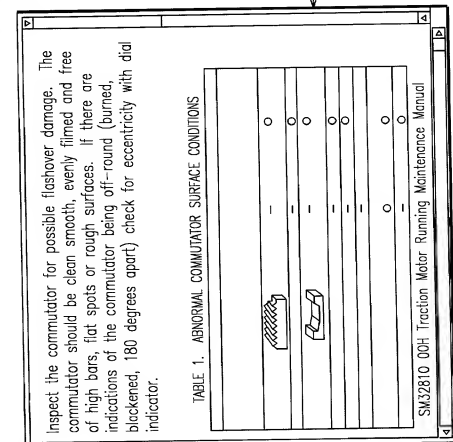 Inspect the commutator for possible flashover damage. The
commutator should be clean smooth, evenly filmed and free
of high bars, flat spots or rough surfaces. If there are
indications of the commutator being off-round (burned,
blockened, 180 degrees apart) check for eccentricity with dial
indicator.
TABLE 1. ABNORMAL COMMUTATOR SURFACE CONDITIONS
SM32810 OOH Traction Motor Running Maintenance Manual